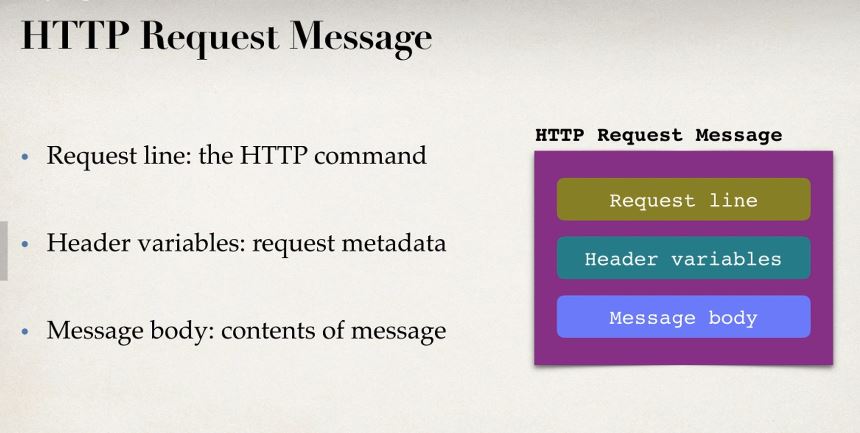 HTTP Request Message
Request line: the HTTP command
Header variables: request metadata
Message body: contents of message
HTTP Request Message
Request line
Header variables
Message body